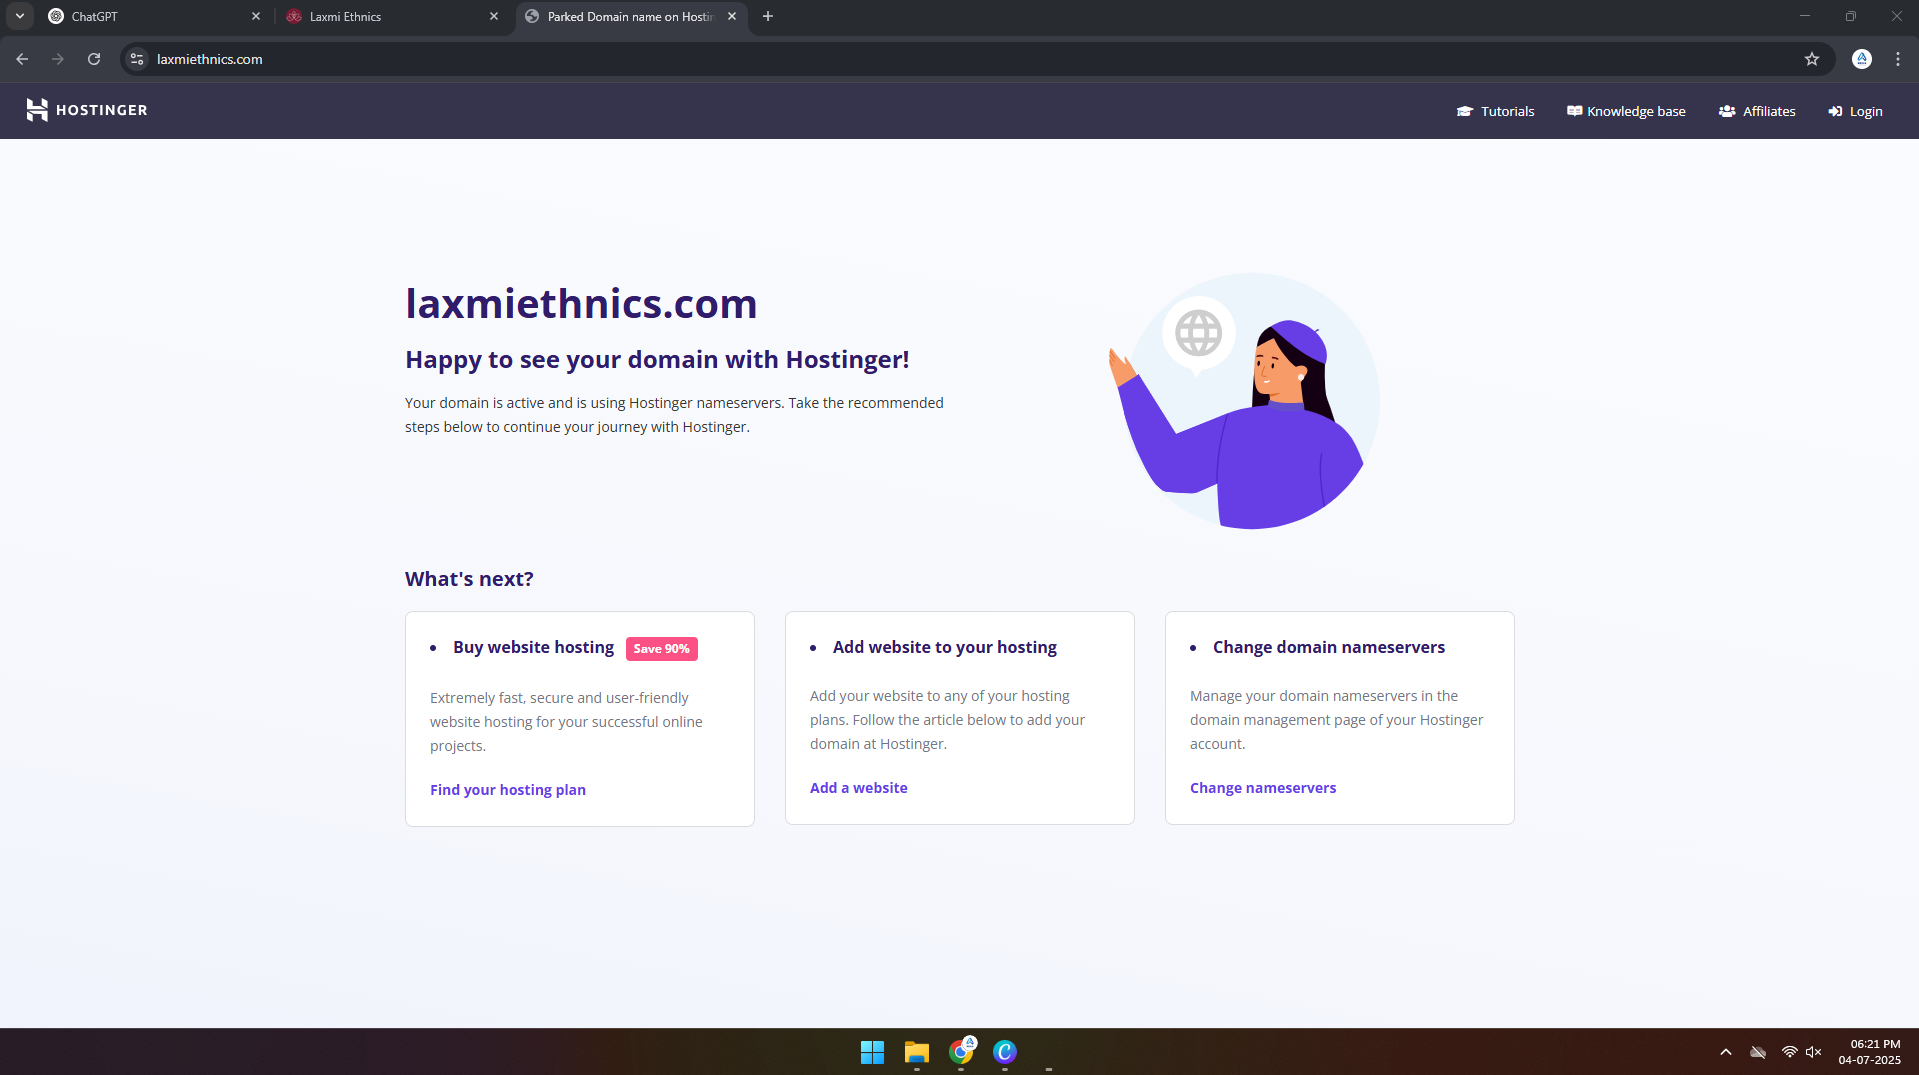 ChatGPT
Laxmi Ethnics
Parked Domain name on Hostin
laxmiethnics.com
HOSTINGER
Tutorials
Knowledge base
Affiliates
Login
laxmiethnics.com
Happy to see your domain with Hostinger!
Your domain is active and is using Hostinger nameservers. Take the recommended
steps below to continue your journey with Hostinger.
What's next?
Buy website hosting Save 90%
Extremely fast, secure and user-friendly
website hosting for your successful online
projects.
Find your hosting plan
Add website to your hosting
Add your website to any of your hosting
plans. Follow the article below to add your
domain at Hostinger.
Add a website
Change domain nameservers
Manage your domain nameservers in the
domain management page of your Hostinger
account.
Change nameservers
06:21 PM
04-07-2025